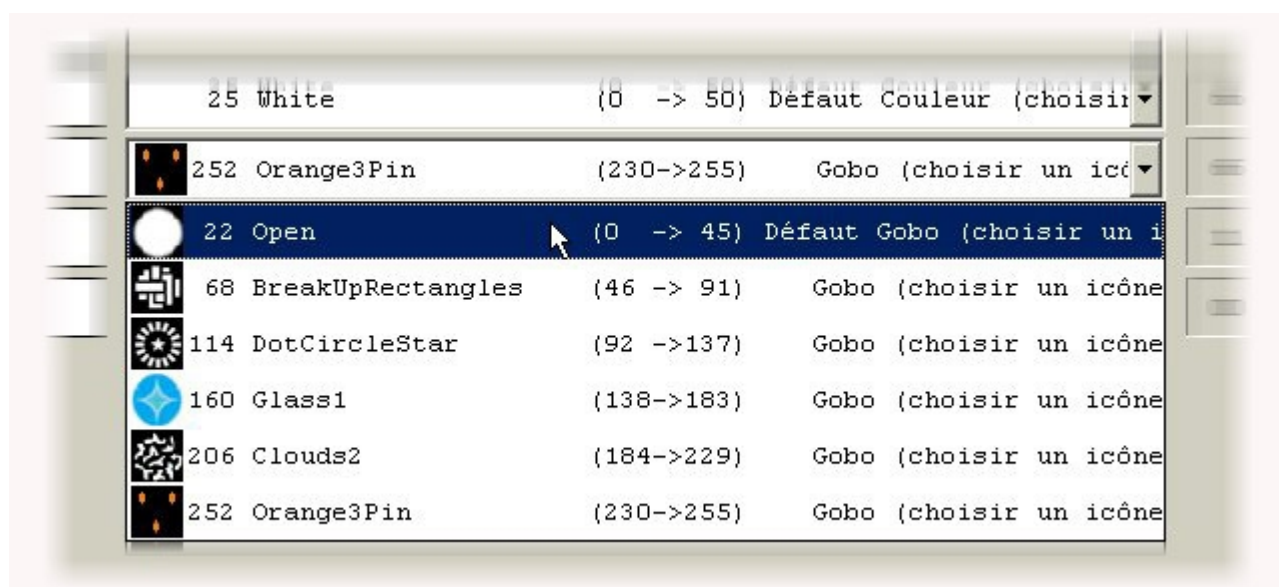 25 White (0 -> 50) Défaut Couleur (choisir
252 Orange3Pin (230->255) Gobo (choisir un icô
22 Open (0 -> 45) Défaut Gobo (choisir un i
68 BreakUpRectangles (46 -> 91) Gobo (choisir un icône
114 DotCircleStar (92 ->137) Gobo (choisir un icône
160 Glass1 (138->183) Gobo (choisir un icône
206 Clouds2 (184->229) Gobo (choisir un icône
252 Orange3Pin (230->255) Gobo (choisir un icône